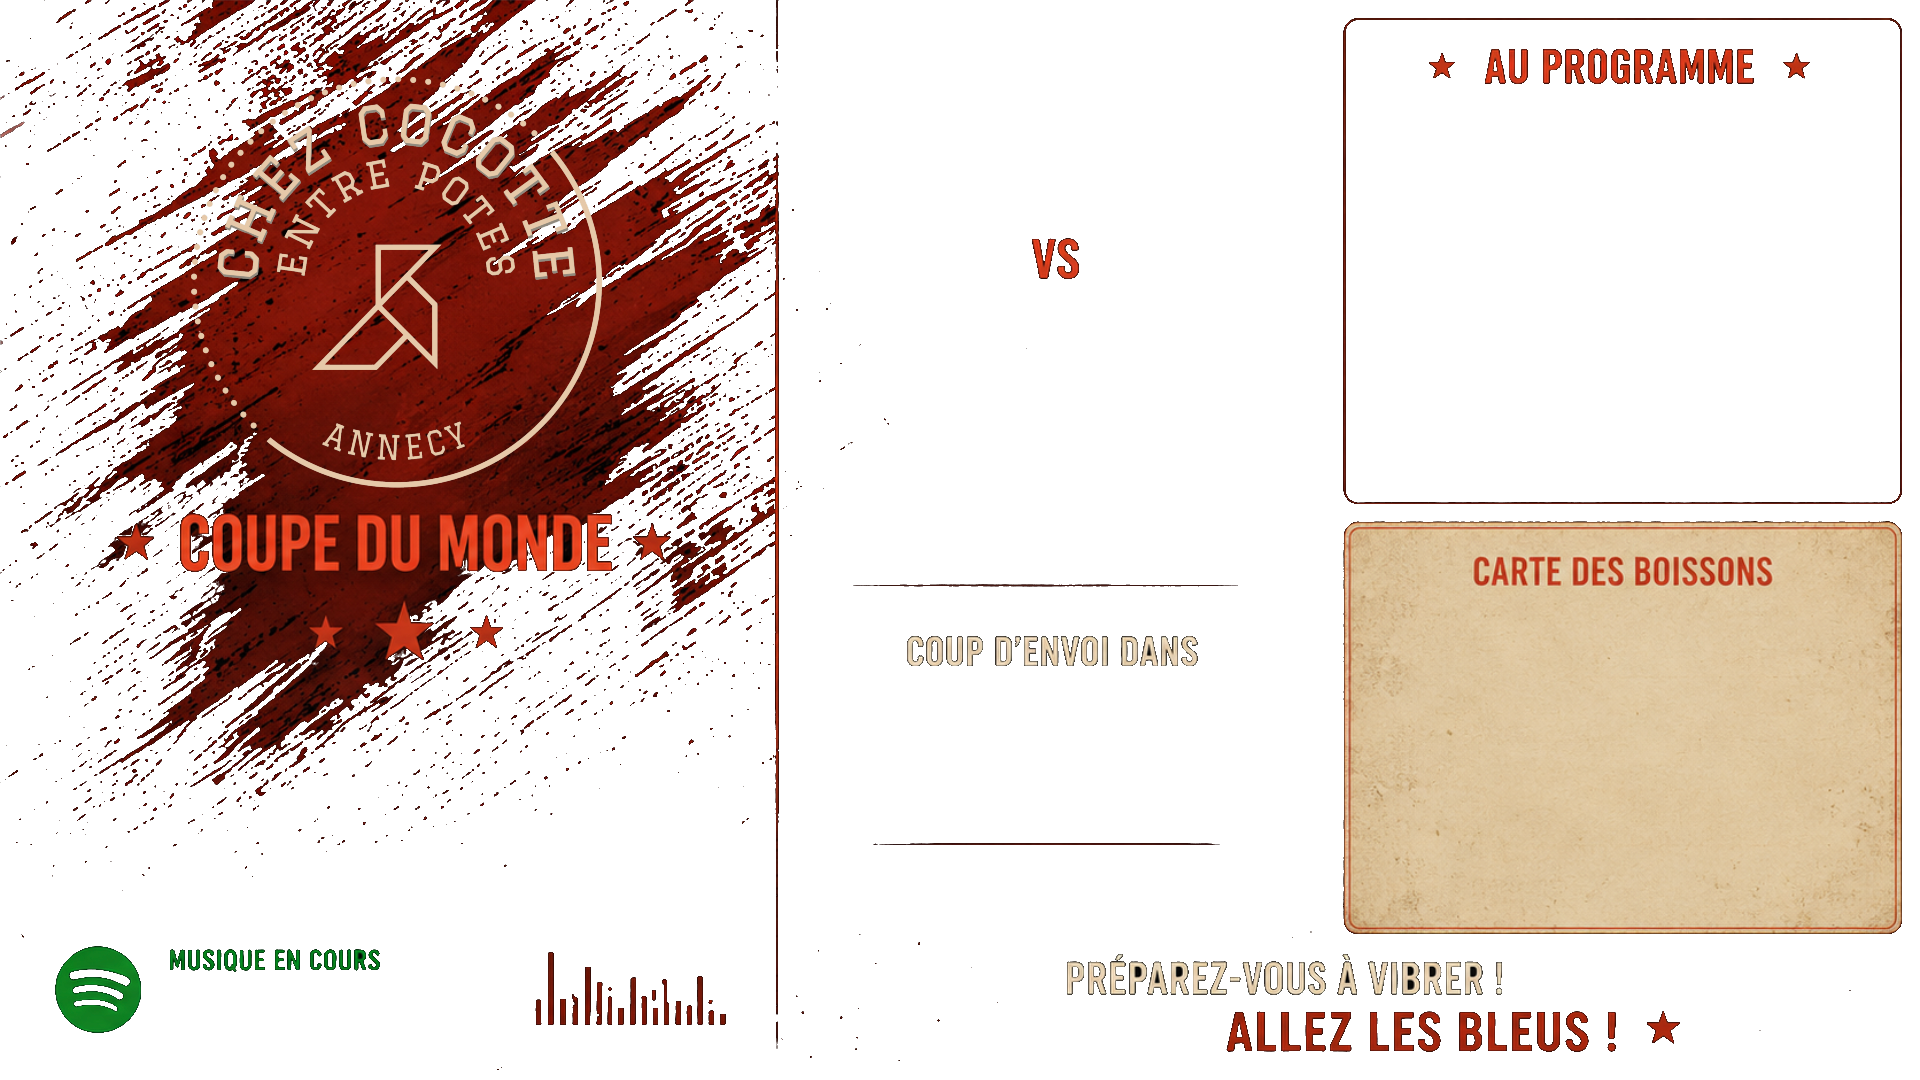 CHEZ COCOTTE
ENTRE POTES
ANNECY
COUPE DU MONDE
MUSIQUE EN COURS
VS
COUP D'ENVOI DANS
AU PROGRAMME
CARTE DES BOISSONS
PRÉPAREZ-VOUS À VIBRER !
ALLEZ LES BLEUS !